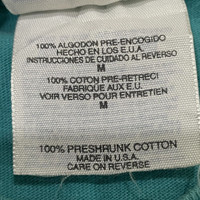 100% ALGODON PRE-ENCOGIDO
HECHO EN LOS E.U.A.
INSTRUCCIONES DE CUIDADO AL REVERSO
M
100% COTON PRE-RETRECI
FABRIQUE AUX E.U.
VOIR REVERS POUR ENTRETIEN
M
100% PRESHRUNK COTTON
MADE IN U.S.A.
CARE ON REVERSE